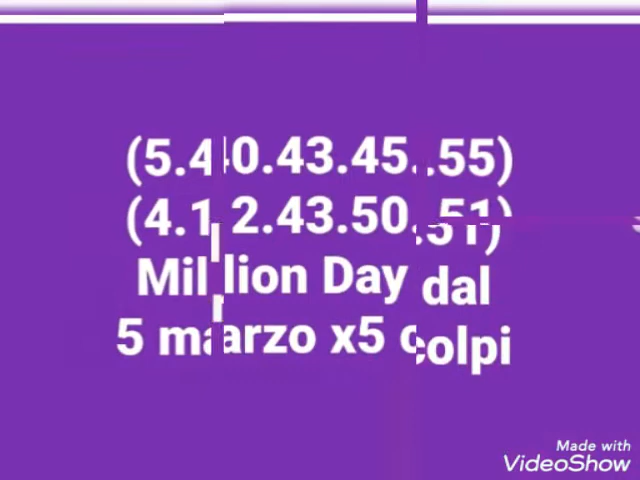 (5.40.43.45.55)
(4.12.43.50.51)
Million Day dal
5 marzo x5 colpi
Made with
VideoShow